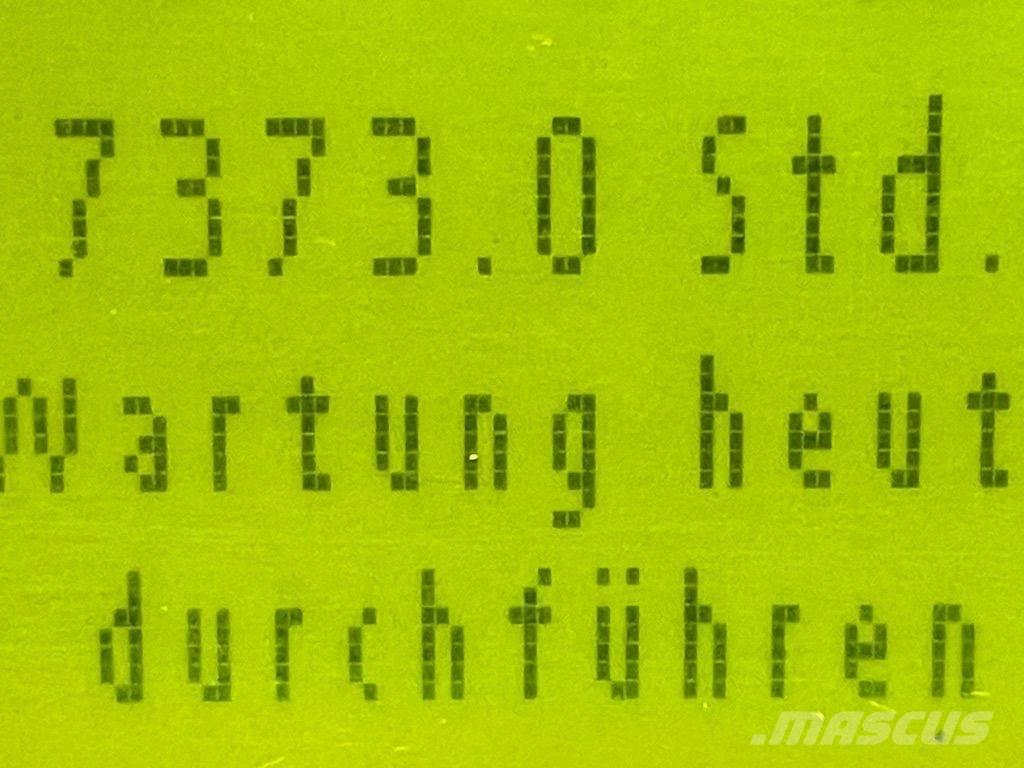 7373.0 Std.
Wartung heut
durchführen
.mascus